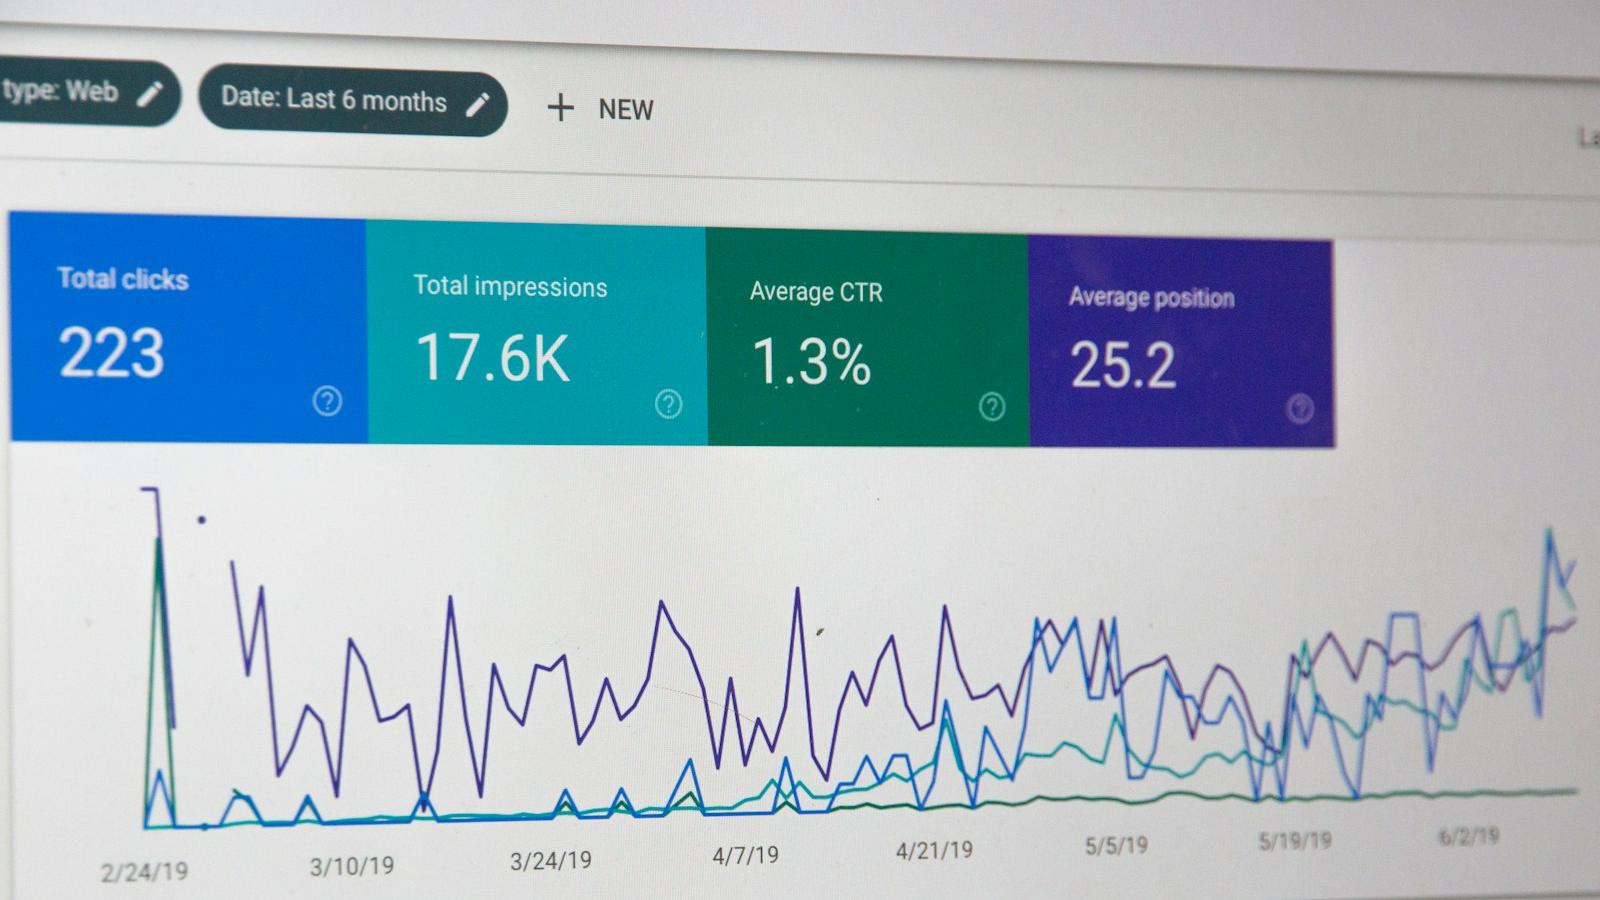 type: Web
Date: Last 6 months
+ NEW
La
Total clicks
223
Total impressions
17.6K
Average CTR
1.3%
Average position
25.2
2/24/19 3/10/19 3/24/19 4/7/19 4/21/19 5/5/19 5/19/19 6/2/19